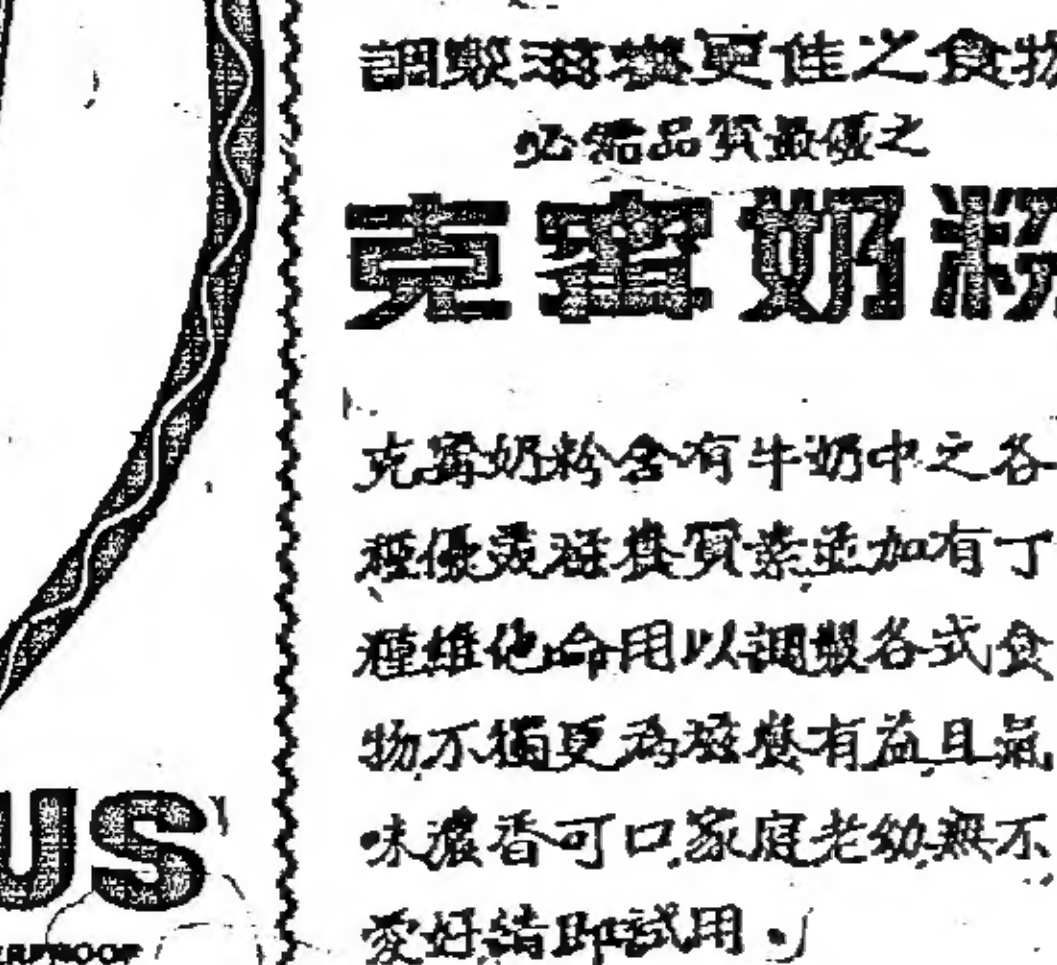 調製滋養更佳之食物
必需品質最優之
克蜜奶粉
克寗奶粉含有牛奶中之各
種優美滋養質素並加有丁
種維他命用以調製各式食
物不獨更為滋養有益且氣
味濃香可口家庭老幼無不
愛好請即試用
US
ERPROOF